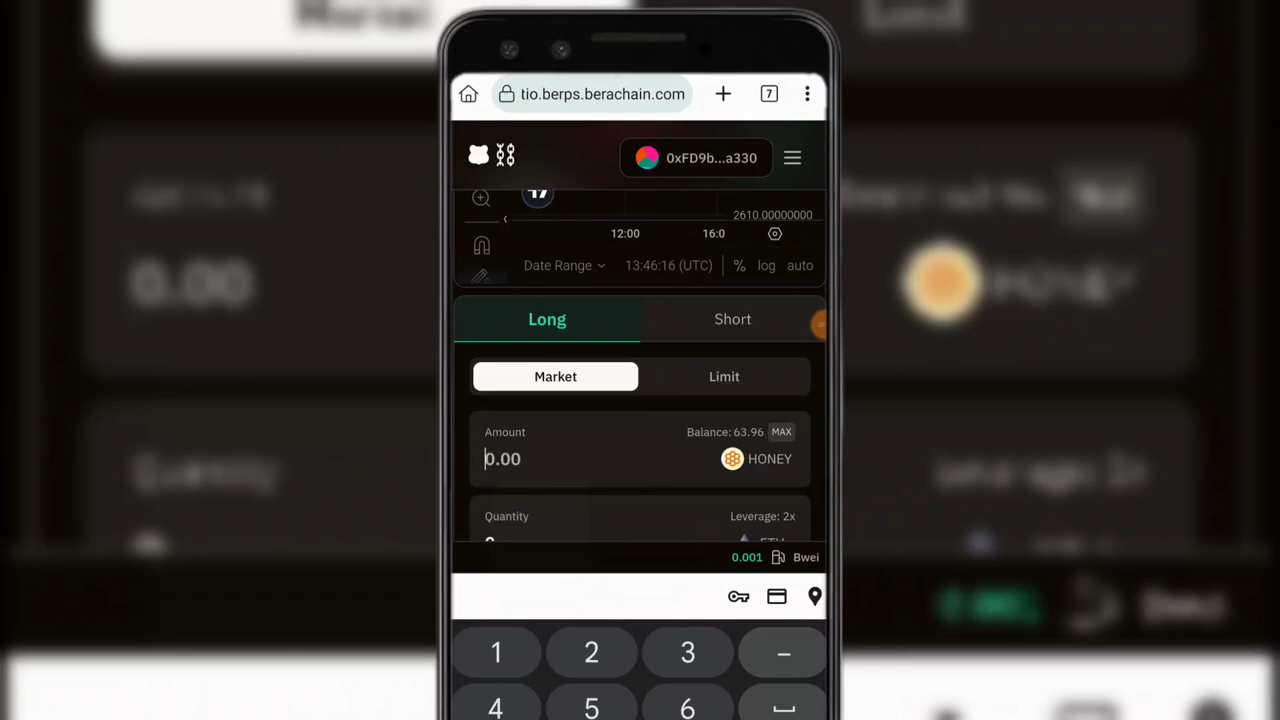 tio.berps.berachain.com
7
0xFD9b...a330
17
2610.00000000
12:00 16:0
Date Range 13:46:16 (UTC) % log auto
Long Short
Market Limit
Amount Balance: 63.96 MAX
0.00 HONEY
Quantity Leverage: 2x
0.001 Bwei
1 2 3 –
4 5 6